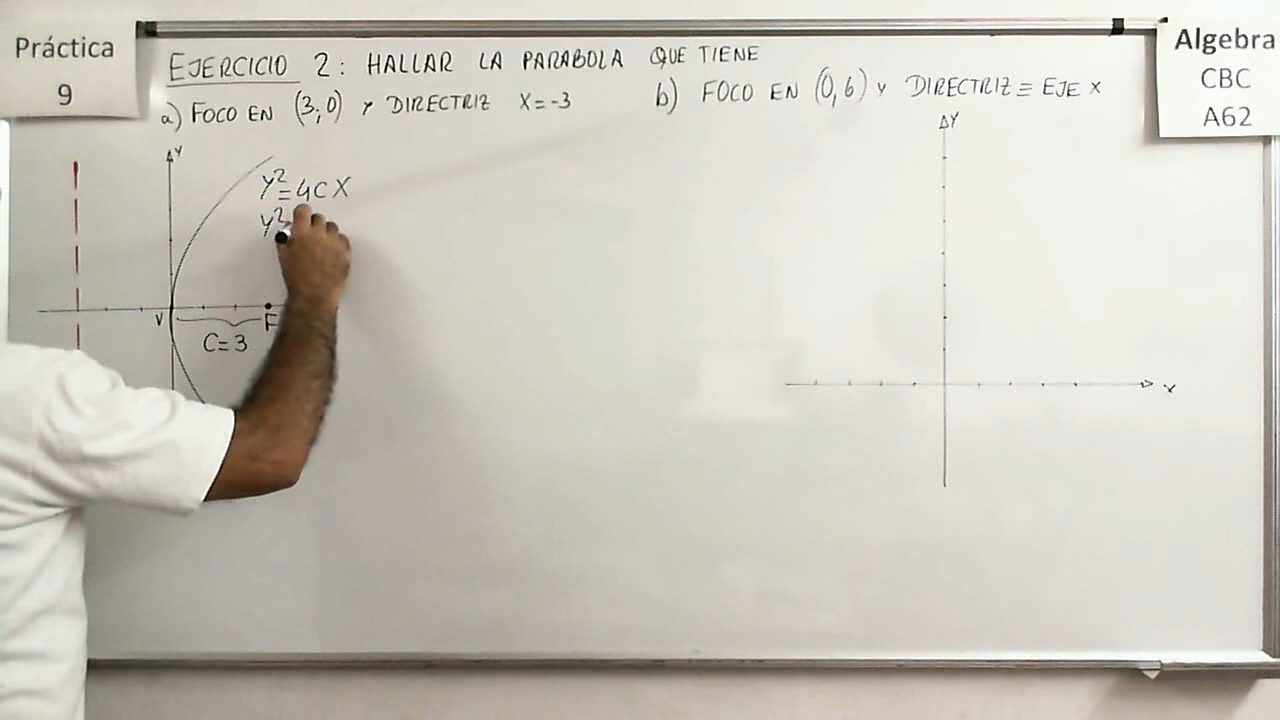 Práctica
9
Algebra
CBC
A62
EJERCICIO 2: HALLAR LA PARABOLA QUE TIENE
a) FOCO EN (3,0) Y DIRECTRIZ X=-3
b) FOCO EN (0,6) Y DIRECTRIZ ≡ EJE X
Y
Y²=4CX
Y²
V
F
C=3
Y
X